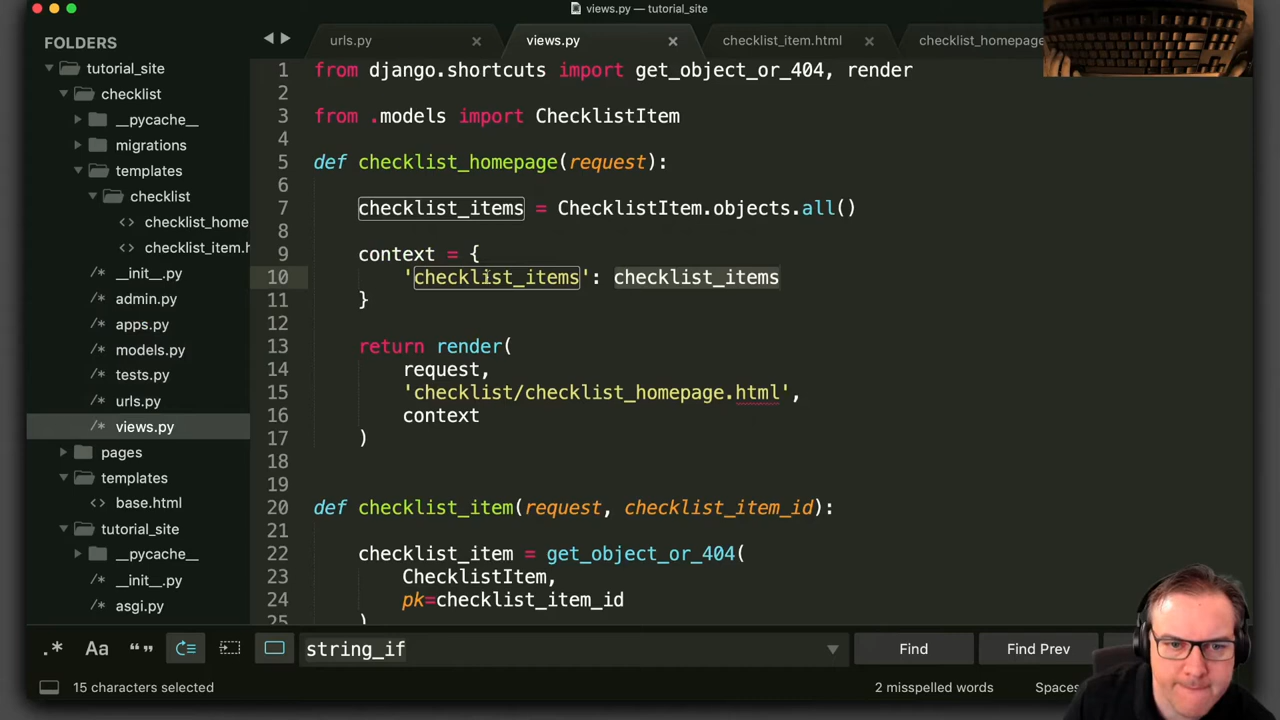 views.py — tutorial_site
FOLDERS
tutorial_site
checklist
__pycache__
migrations
templates
checklist
<> checklist_home
<> checklist_item.h
/* __init__.py
/* admin.py
/* apps.py
/* models.py
/* tests.py
/* urls.py
/* views.py
pages
templates
<> base.html
tutorial_site
__pycache__
/* __init__.py
/* asgi.py
urls.py
views.py
checklist_item.html
checklist_homepage
1 from django.shortcuts import get_object_or_404, render
2
3 from .models import ChecklistItem
4
5 def checklist_homepage(request):
6
7 checklist_items = ChecklistItem.objects.all()
8
9 context = {
10 'checklist_items': checklist_items
11 }
12
13 return render(
14 request,
15 'checklist/checklist_homepage.html',
16 context
17 )
18
19
20 def checklist_item(request, checklist_item_id):
21
22 checklist_item = get_object_or_404(
23 ChecklistItem,
24 pk=checklist_item_id
25 )
.* Aa “” string_if Find Find Prev
15 characters selected 2 misspelled words Spaces